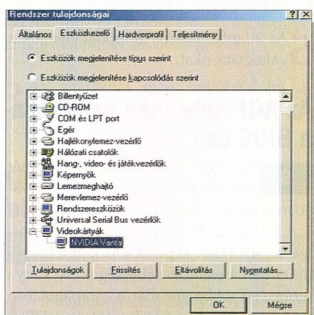 Rendszer tulajdonságai
Általános Eszközkezelő Hardverprofil Teljesítmény
Eszközök megjelenítése típus szerint
Eszközök megjelenítése kapcsolódás szerint
Billentyűzet
CD-ROM
COM és LPT port
Egér
Hajlékonylemez-vezérlő
Hálózati csatolók
Hang-, video- és játékvezérlők
Képernyők
Lemezmeghajtó
Merevlemez-vezérlő
Rendszereszközök
Universal Serial Bus vezérlők
Videokártyák
NVIDIA Vanta
Tulajdonságok Frissítés Eltávolítás Nyomtatás...
OK Mégse